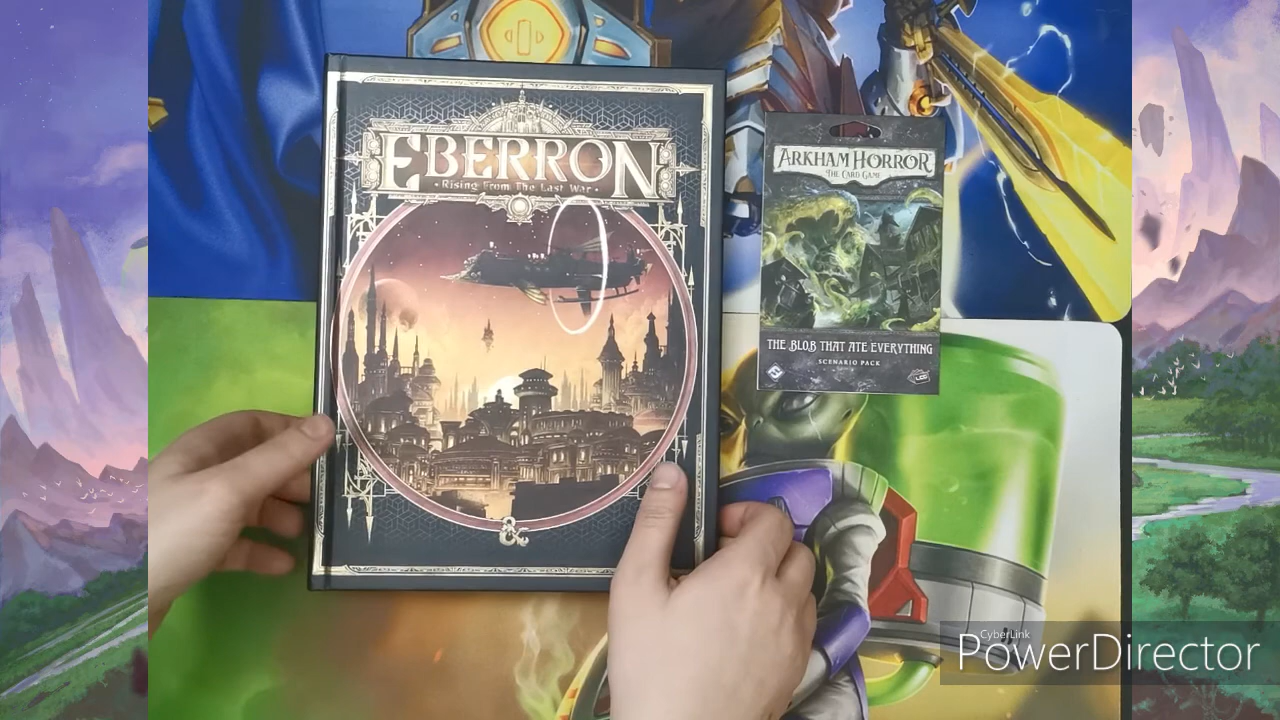 EBERRON
• Rising From The Last War •
ARKHAM HORROR
THE CARD GAME
THE BLOB THAT ATE EVERYTHING
SCENARIO PACK
CyberLink
PowerDirector